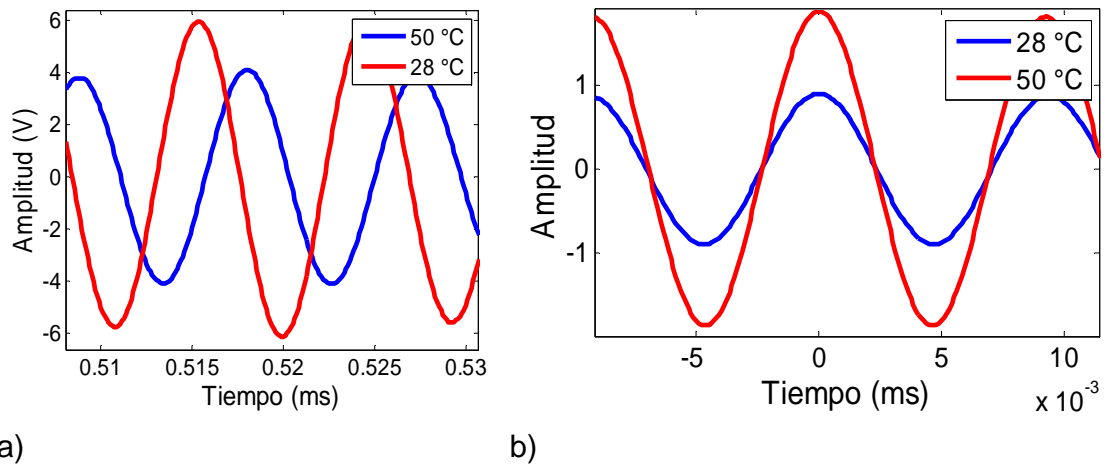 6
4
2
0
-2
-4
-6
Amplitud (V)
50 °C
28 °C
0.51
0.515
0.52
0.525
0.53
Tiempo (ms)
a)
1
0
-1
Amplitud
28 °C
50 °C
-5
0
5
10
Tiempo (ms)
x 10-3
b)